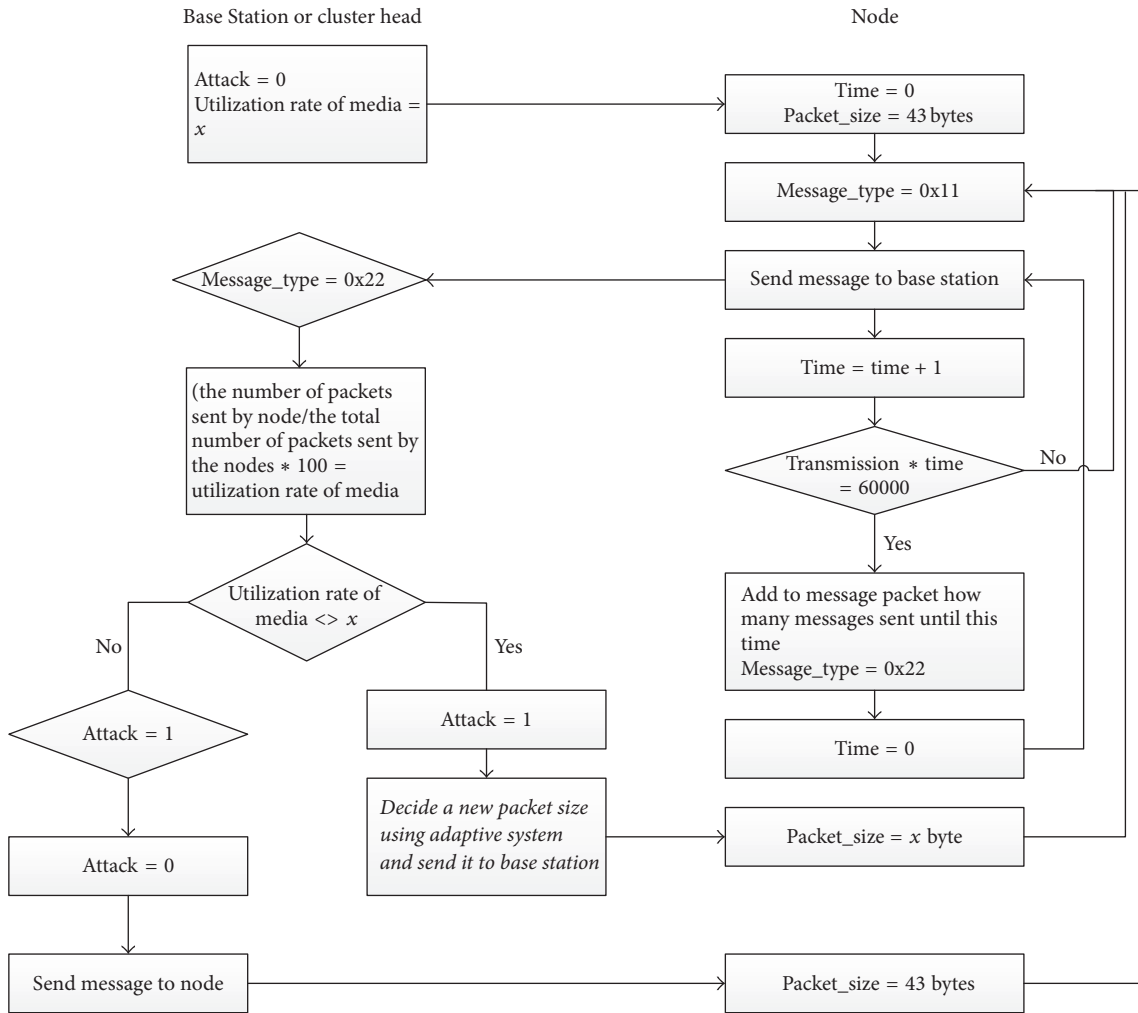 Base Station or cluster head
Node
Attack = 0
Utilization rate of media =
x
Time = 0
Packet_size = 43 bytes
Message_type = 0x11
Message_type = 0x22
Send message to base station
(the number of packets
sent by node/the total
number of packets sent by
the nodes * 100 =
utilization rate of media
Time = time + 1
Transmission * time
= 60000
No
Yes
Utilization rate of
media <> x
No
Yes
Add to message packet how
many messages sent until this
time
Message_type = 0x22
Attack = 1
Attack = 1
Time = 0
Decide a new packet size
using adaptive system
and send it to base station
Packet_size = x byte
Attack = 0
Send message to node
Packet_size = 43 bytes